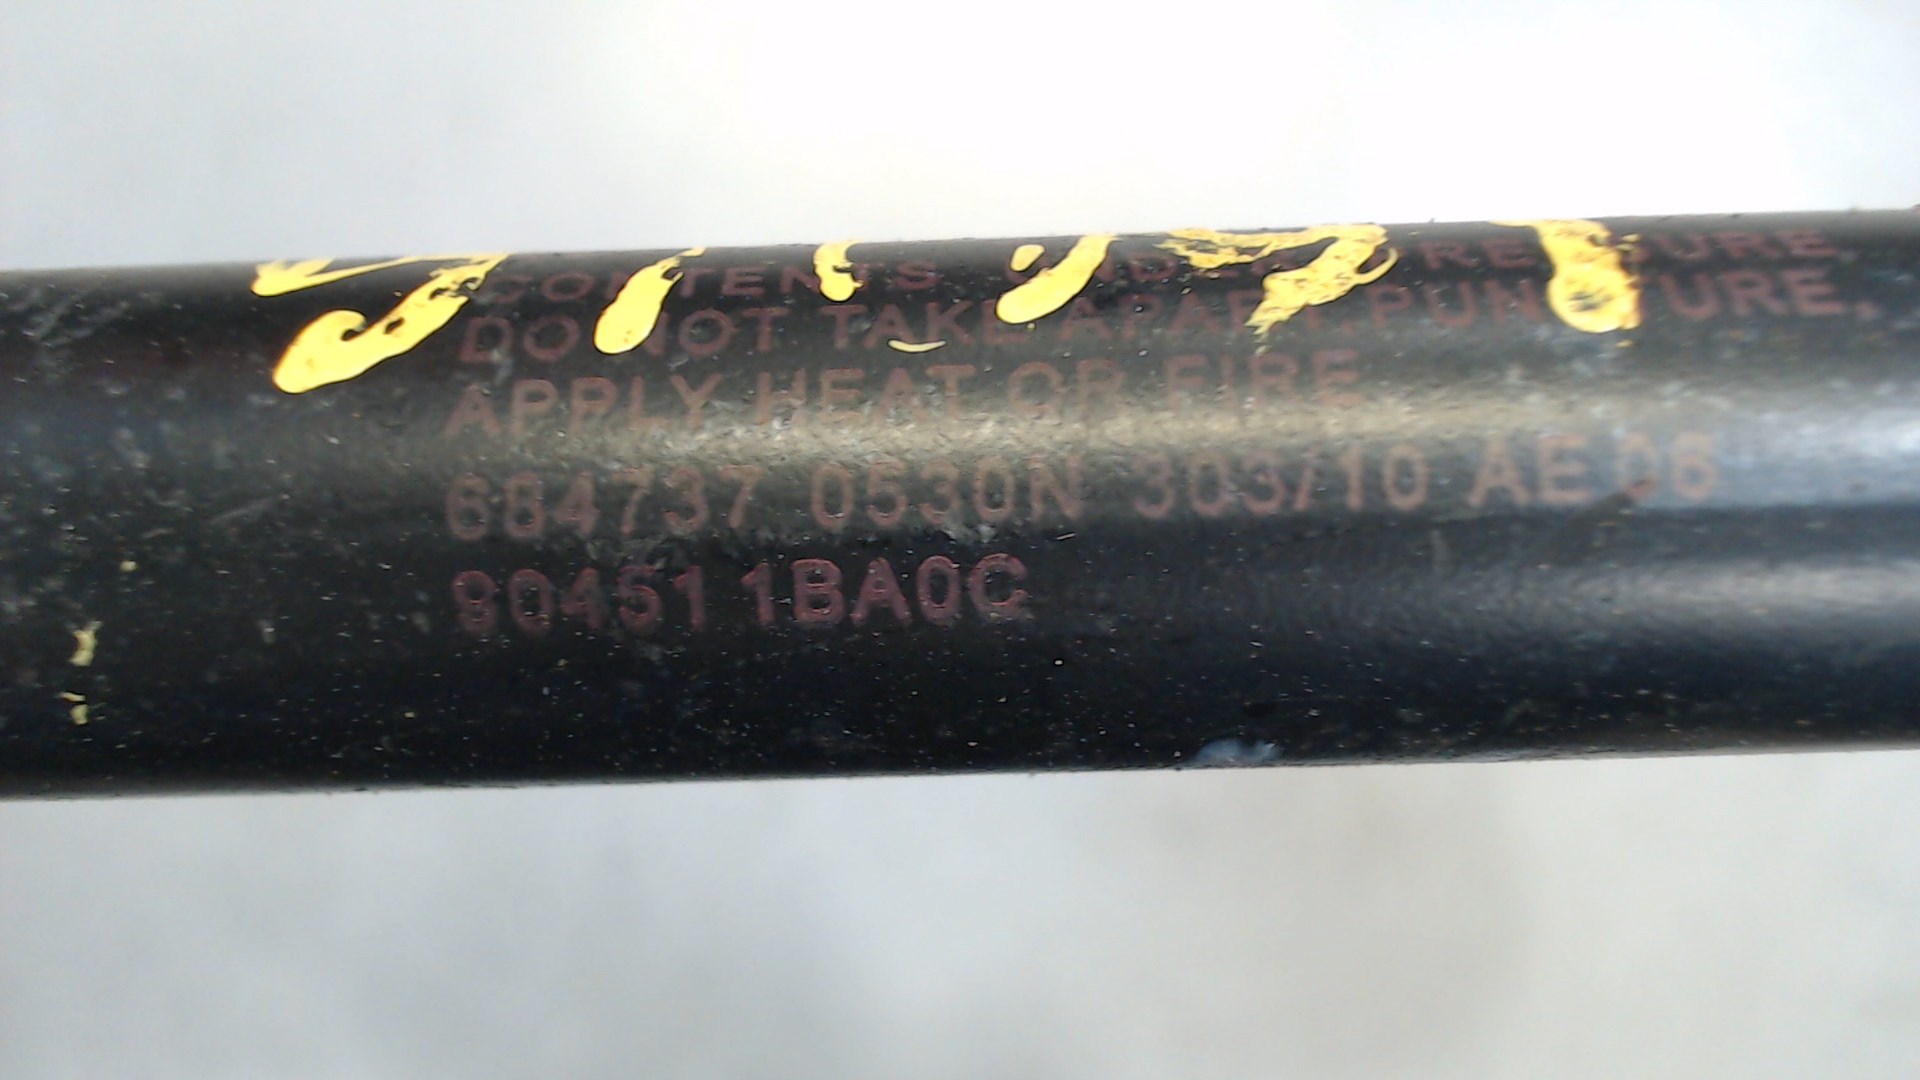 CONTENTS UNDER PRESSURE
DO NOT TAKE APART, PUNCTURE,
APPLY HEAT OR FIRE
684737 0530N 303/10 AE 06
90451 1BA0C